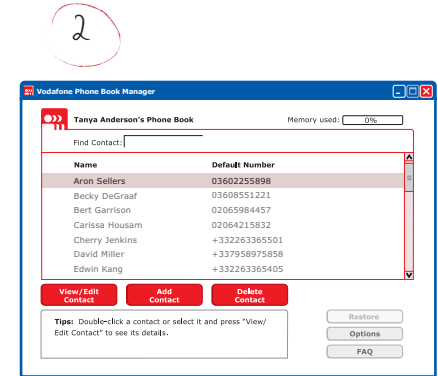 2
Vodafone Phone Book Manager
Tanya Anderson's Phone Book Memory used: 0%
Find Contact:
Name Default Number
Aron Sellers 03602255898
Becky DeGraaf 03608551221
Bert Garrison 02065984457
Carissa Housam 02064215832
Cherry Jenkins +332263365501
David Miller +337958975858
Edwin Kang +332263365405
View/Edit Contact Add Contact Delete Contact
Restore
Tips: Double-click a contact or select it and press "View/
Edit Contact" to see its details.
Options
FAQ